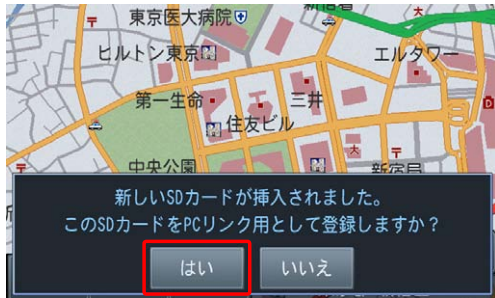 東京医大病院
ヒルトン東京
エルタワー
第一生命
三井
住友ビル
中央公園
新宿局
新しいSDカードが挿入されました。
このSDカードをPCリンク用として登録しますか？
はい
いいえ